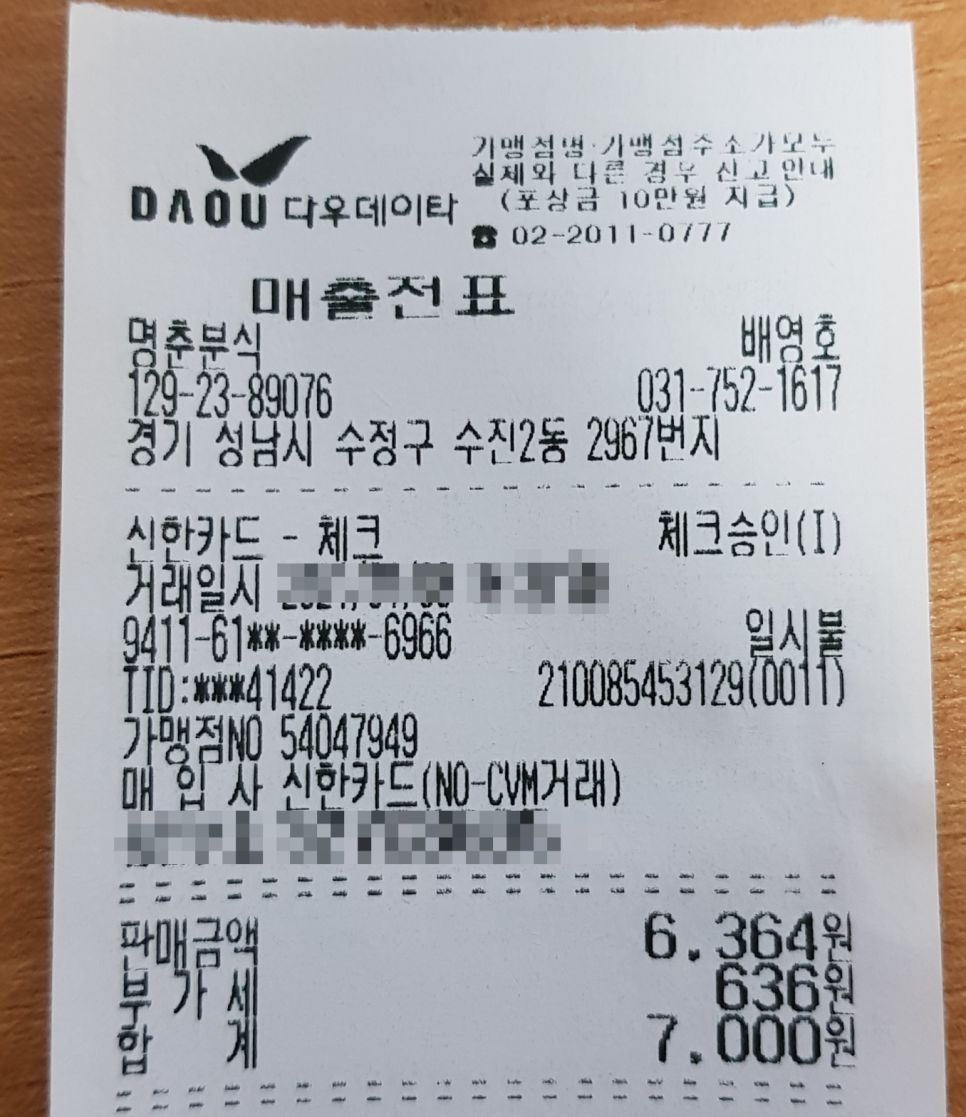 DAOU 다우데이타
가맹점명·가맹점주소가모두
실제와 다른 경우 신고안내
(포상금 10만원 지급)
☎ 02-2011-0777
매출전표
명춘분식 배영호
129-23-89076 031-752-1617
경기 성남시 수정구 수진2동 2967번지
신한카드 - 체크 체크승인(I)
거래일시
9411-61**-****-6966 일시불
TID:***41422 210085453129(0011)
가맹점NO 54047949
매 입 사 신한카드(NO-CVM거래)
판매금액 6.364원
부 가 세 636원
합 계 7.000원